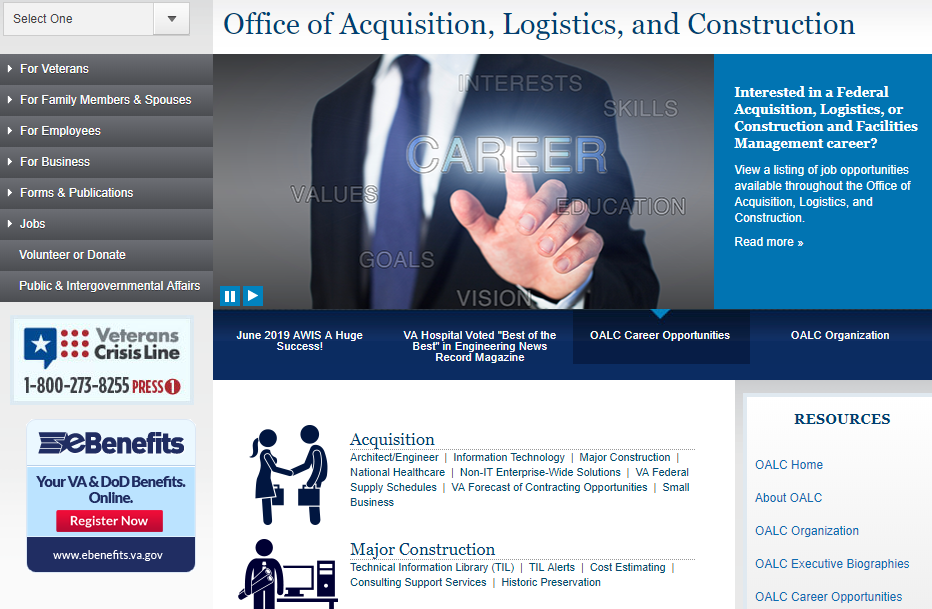 Select One
Office of Acquisition, Logistics, and Construction
For Veterans
For Family Members & Spouses
For Employees
For Business
Forms & Publications
Jobs
Volunteer or Donate
Public & Intergovernmental Affairs
Veterans
Crisis Line
1-800-273-8255 PRESS 1
eBenefits
Your VA & DoD Benefits.
Online.
Register Now
www.ebenefits.va.gov
INTERESTS
SKILLS
CAREER
VALUES
EDUCATION
GOALS
VISION
Interested in a Federal
Acquisition, Logistics, or
Construction and Facilities
Management career?
View a listing of job opportunities
available throughout the Office of
Acquisition, Logistics, and
Construction.
Read more »
June 2019 AWIS A Huge
Success!
VA Hospital Voted "Best of the
Best" in Engineering News
Record Magazine
OALC Career Opportunities
OALC Organization
Acquisition
Architect/Engineer | Information Technology | Major Construction |
National Healthcare | Non-IT Enterprise-Wide Solutions | VA Federal
Supply Schedules | VA Forecast of Contracting Opportunities | Small
Business
Major Construction
Technical Information Library (TIL) | TIL Alerts | Cost Estimating |
Consulting Support Services | Historic Preservation
RESOURCES
OALC Home
About OALC
OALC Organization
OALC Executive Biographies
OALC Career Opportunities